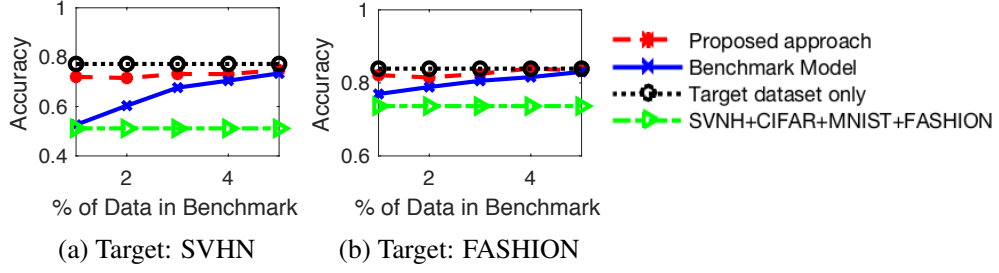 1
0.8
0.6
0.4
Accuracy
2
4
% of Data in Benchmark
(a) Target: SVHN
1
0.8
0.6
Accuracy
2
4
% of Data in Benchmark
(b) Target: FASHION
Proposed approach
Benchmark Model
Target dataset only
SVNH+CIFAR+MNIST+FASHION